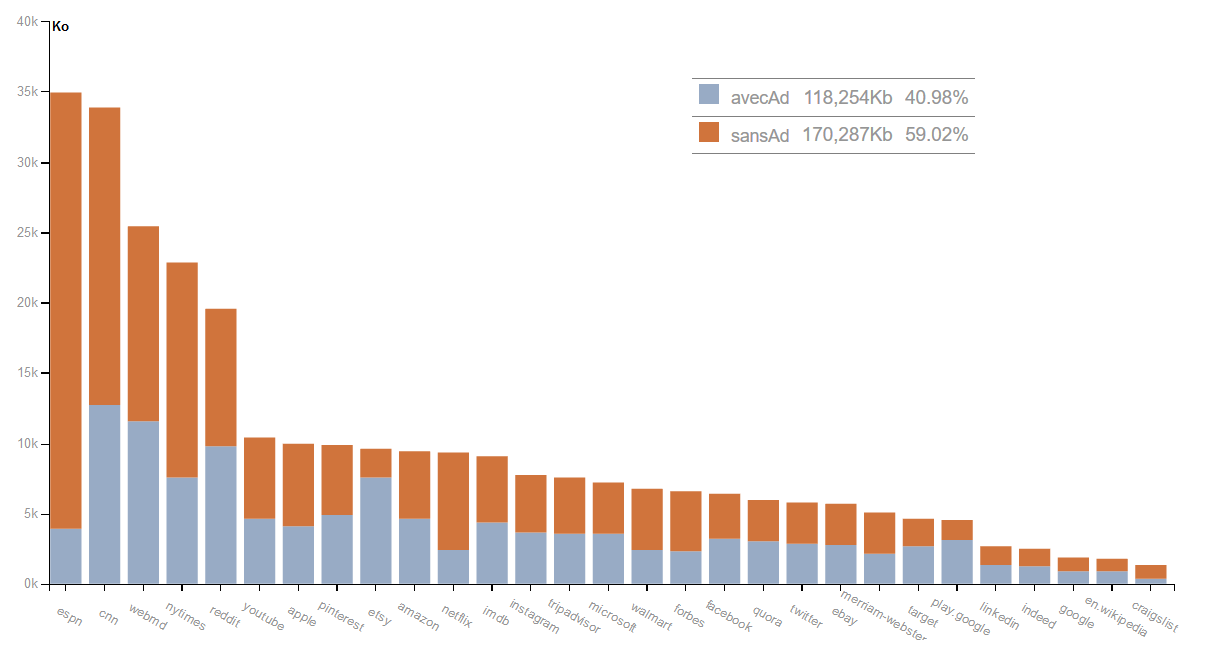 40k
Ko
35k
30k
25k
20k
15k
10k
5k
0k
avecAd 118,254Kb 40.98%
sansAd 170,287Kb 59.02%
espn
cnn
webmd
nytimes
reddit
youtube
apple
pinterest
etsy
amazon
netflix
imdb
instagram
tripadvisor
microsoft
walmart
forbes
facebook
quora
twitter
ebay
merriam-webster
target
play.google
linkedin
indeed
google
en.wikipedia
craigslist